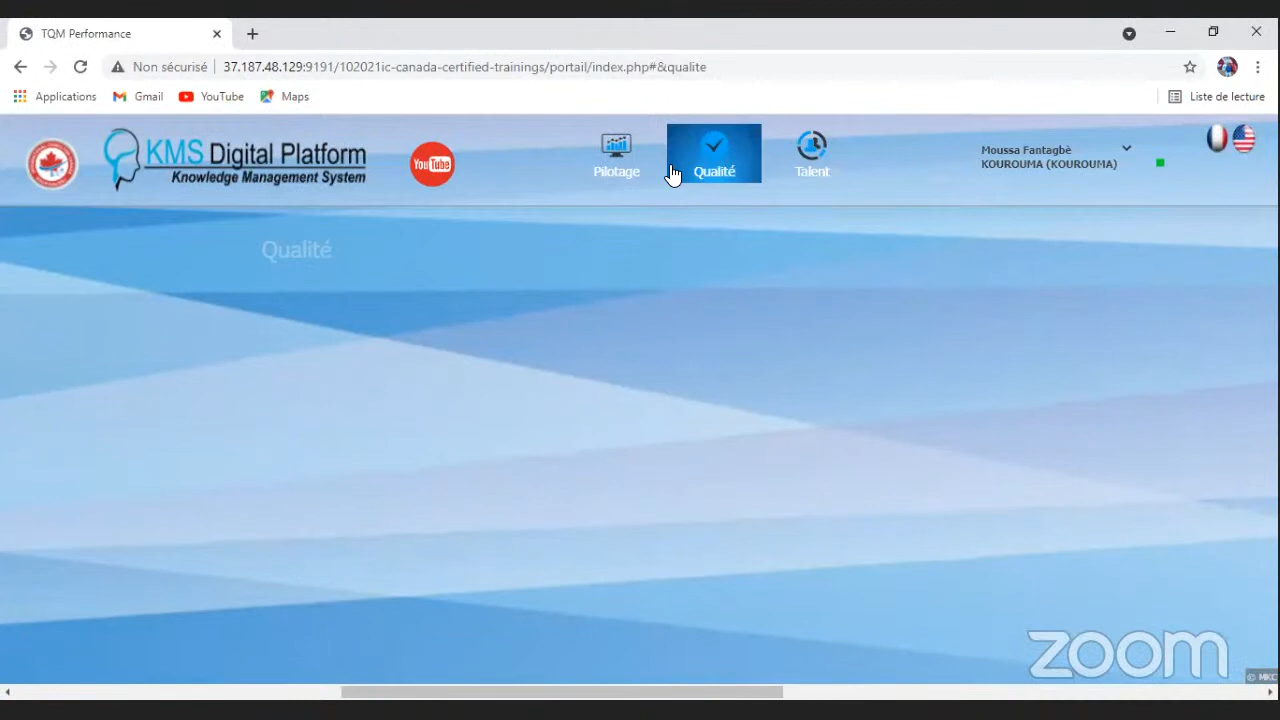 TQM Performance
Non sécurisé
37.187.48.129:9191/102021ic-canada-certified-trainings/portail/index.php#&qualite
Applications
Gmail
YouTube
Maps
Liste de lecture
KMS Digital Platform
Knowledge Management System
YouTube
Pilotage
Qualité
Talent
Moussa Fantagbè
KOUROUMA (KOUROUMA)
Qualité
zoom
© MKC